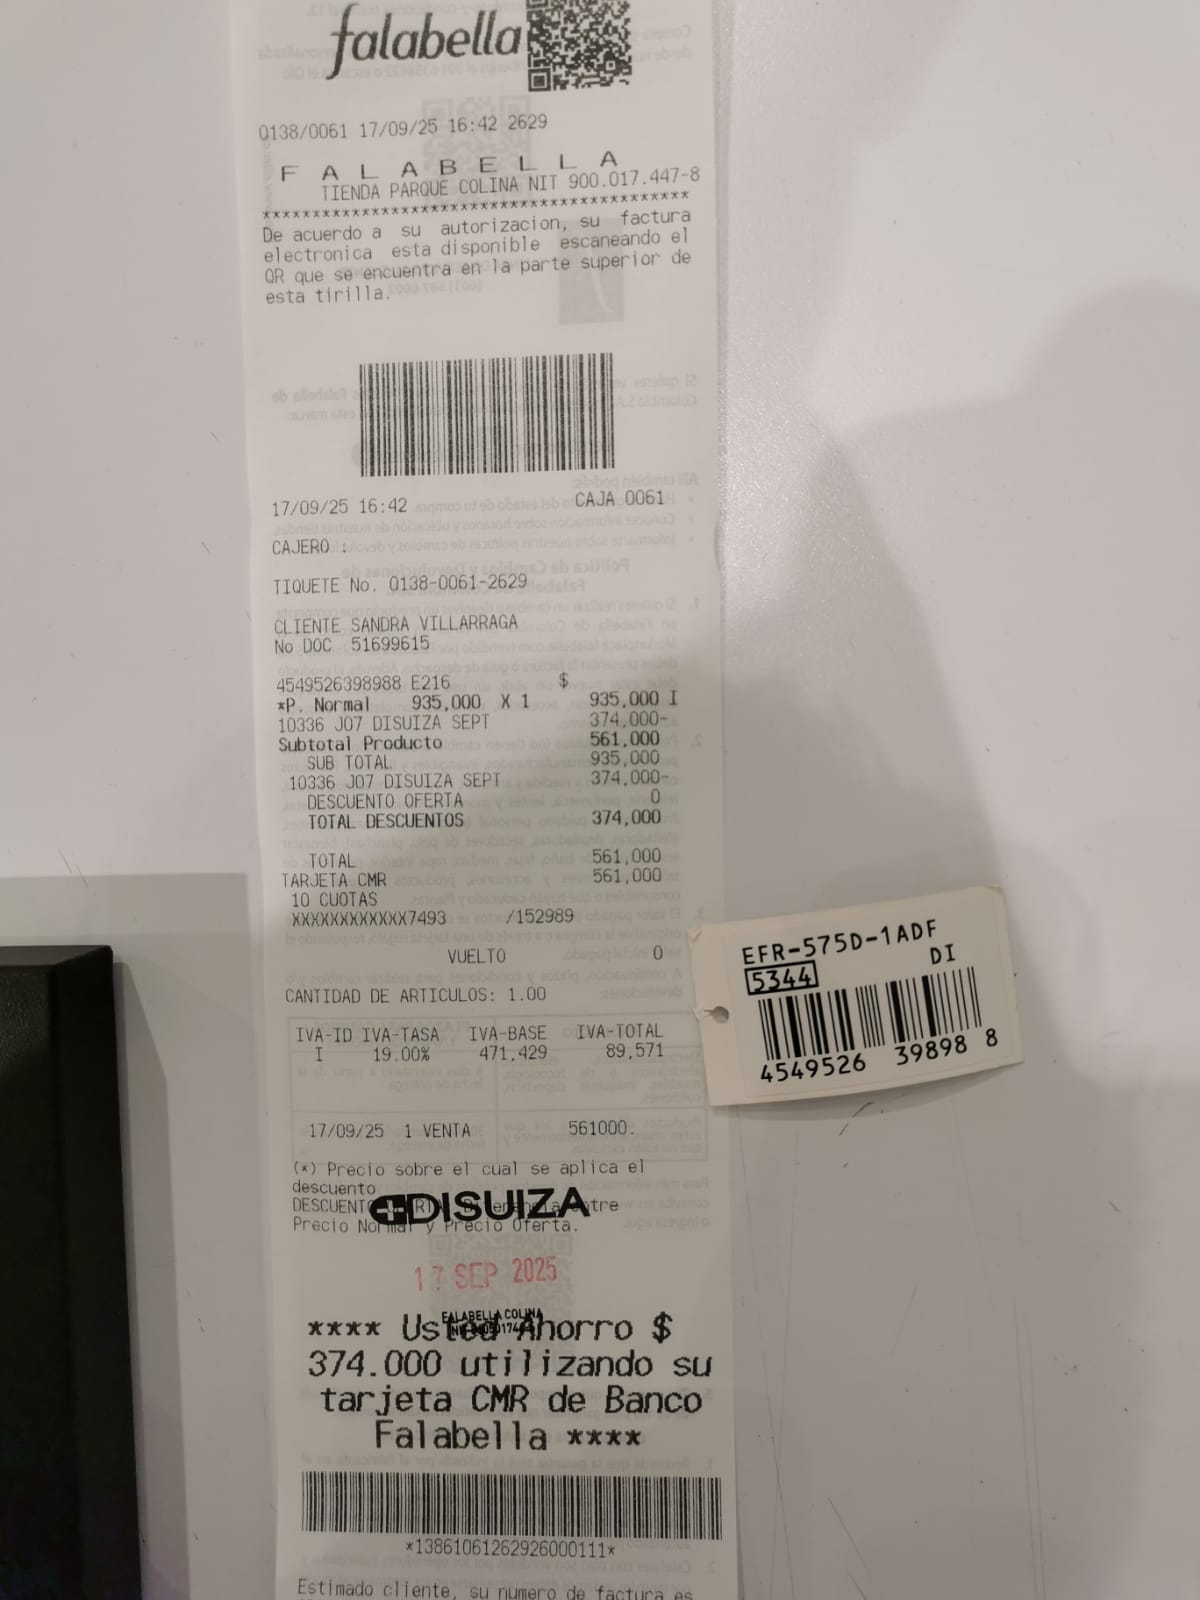 falabella
0138/0061 17/09/25 16:42 2629
F A L A B E L L A
TIENDA PARQUE COLINA NIT 900.017.447-8
*******************************************
De acuerdo a su autorizacion, su factura
electronica esta disponible escaneando el
QR que se encuentra en la parte superior de
esta tirilla.
17/09/25 16:42 CAJA 0061
CAJERO :
TIQUETE No. 0138-0061-2629
CLIENTE SANDRA VILLARRAGA
No DOC 51699615
4549526398988 E216 $
*P. Normal 935,000 X 1 935,000 I
10336 J07 DISUIZA SEPT 374,000-
Subtotal Producto 561,000
SUB TOTAL 935,000
10336 J07 DISUIZA SEPT 374,000-
DESCUENTO OFERTA 0
TOTAL DESCUENTOS 374,000
TOTAL 561,000
TARJETA CMR 561,000
10 CUOTAS
XXXXXXXXXXXX7493 /152989
VUELTO 0
CANTIDAD DE ARTICULOS: 1.00
IVA-ID IVA-TASA IVA-BASE IVA-TOTAL
I 19.00% 471,429 89,571
17/09/25 1 VENTA 561000.
(*) Precio sobre el cual se aplica el
descuento
DISUIZA
Precio Normal y Precio Oferta.
17 SEP 2025
FALABELLA COLINA
**** Usted Ahorro $
374.000 utilizando su
tarjeta CMR de Banco
Falabella ****
*13861061262926000111*
Estimado cliente, su numero de factura es
EFR-575D-1ADF
5344 DI
4549526 39898 8